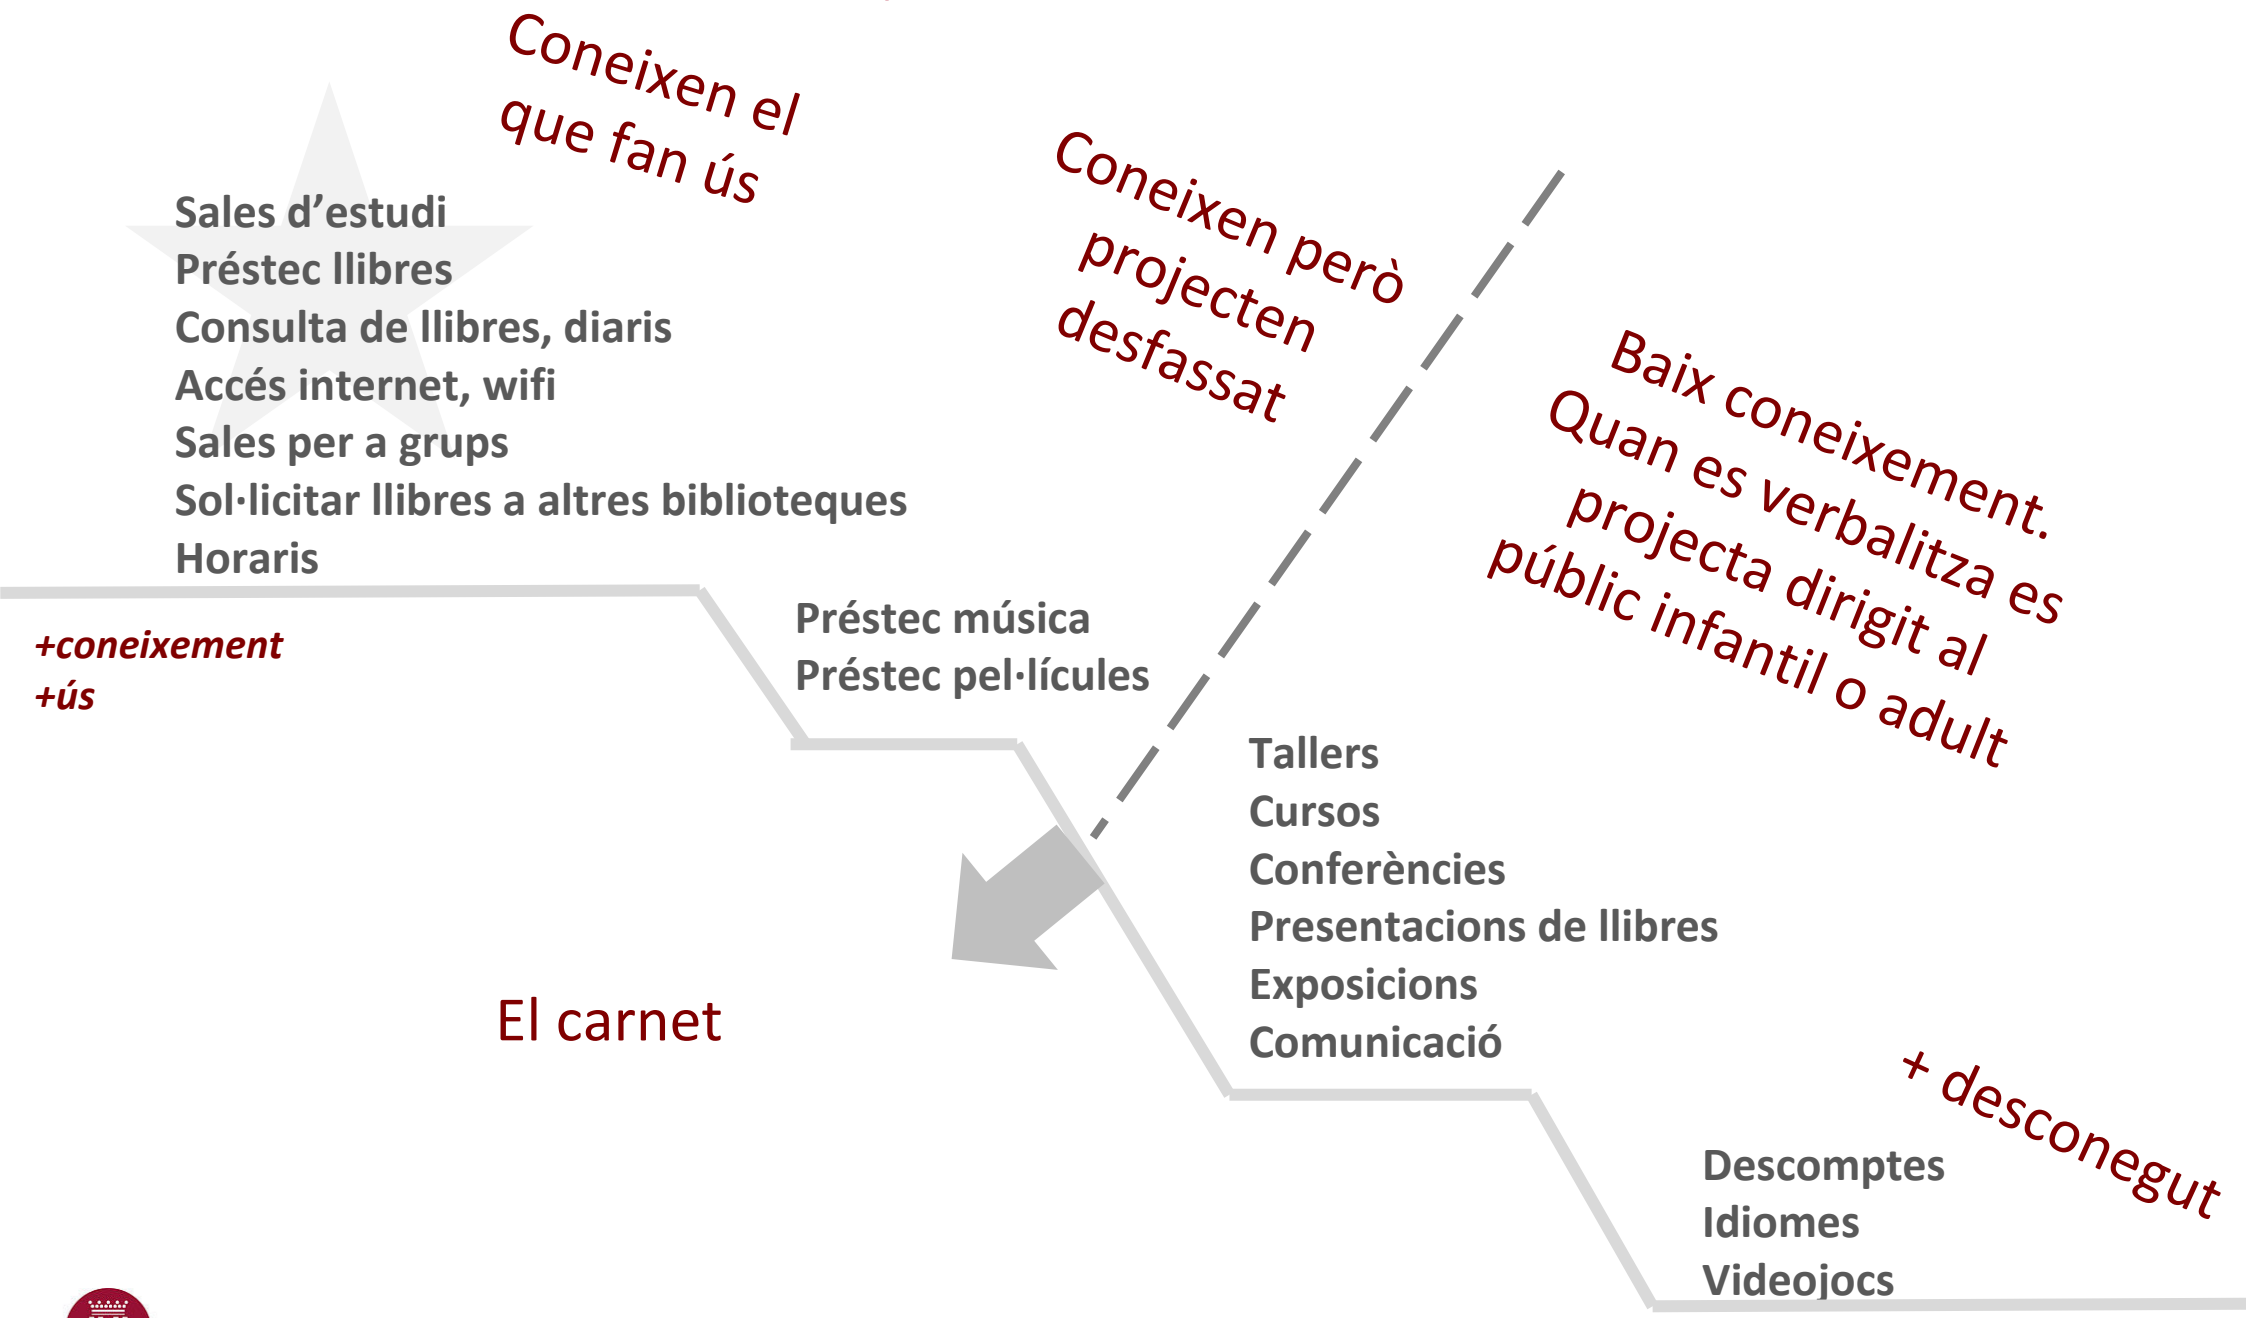 Coneixen el
que fan ús
Sales d’estudi
Préstec llibres
Consulta de llibres, diaris
Accés internet, wifi
Sales per a grups
Sol·licitar llibres a altres biblioteques
Horaris
+coneixement
+ús
Coneixen però
projecten
desfassat
Préstec música
Préstec pel·lícules
Baix coneixement.
Quan es verbalitza es
projecta dirigit al
públic infantil o adult
Tallers
Cursos
Conferències
Presentacions de llibres
Exposicions
Comunicació
El carnet
+ desconegut
Descomptes
Idiomes
Videojocs